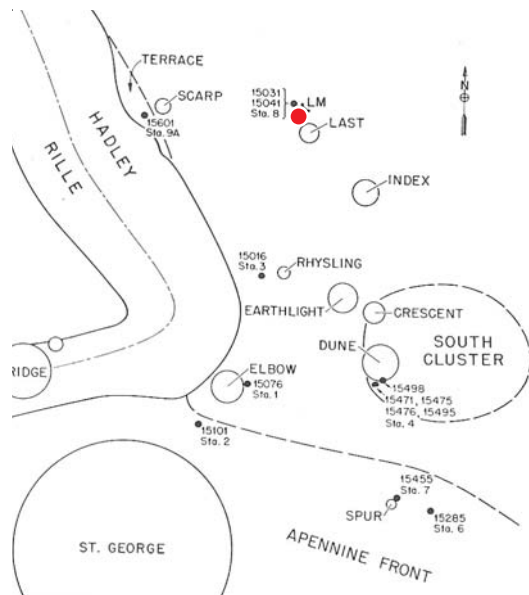 TERRACE
SCARP
15601
Sta. 9A
HADLEY
RILLE
15031
15041
Sta. 8
LM
LAST
N
INDEX
15016
Sta. 3
RHYSLING
EARTHLIGHT
CRESCENT
DUNE
SOUTH
CLUSTER
RIDGE
ELBOW
15076
Sta. 1
15498
15471, 15475
15476, 15495
Sta. 4
15101
Sta. 2
15455
Sta. 7
SPUR
15285
Sta. 6
ST. GEORGE
APENNINE FRONT